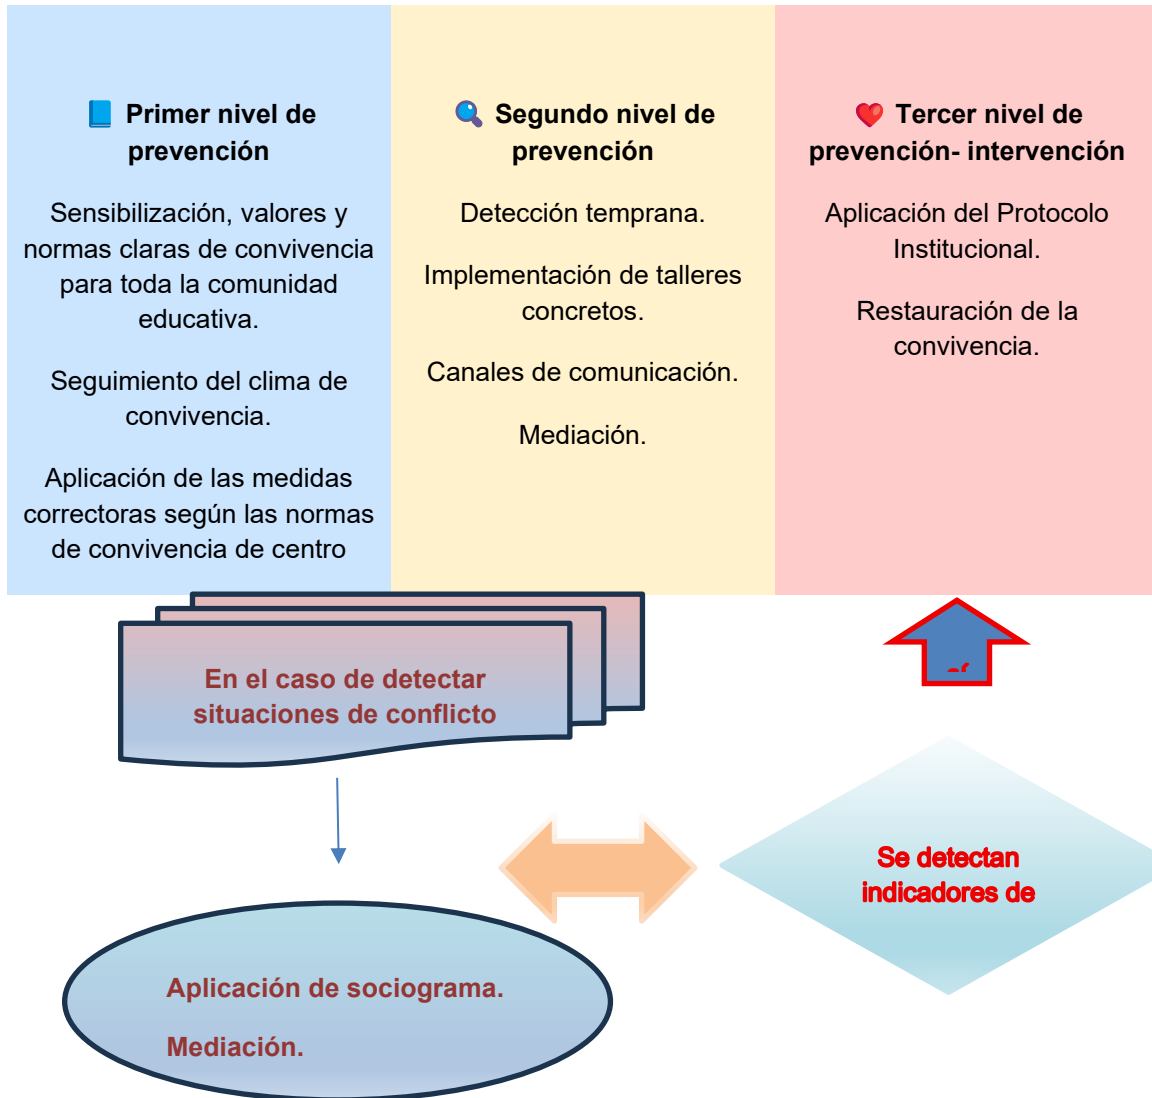 Primer nivel de
prevención
Sensibilización, valores y
normas claras de convivencia
para toda la comunidad
educativa.
Seguimiento del clima de
convivencia.
Aplicación de las medidas
correctoras según las normas
de convivencia de centro
Segundo nivel de
prevención
Detección temprana.
Implementación de talleres
concretos.
Canales de comunicación.
Mediación.
Tercer nivel de
prevención- intervención
Aplicación del Protocolo
Institucional.
Restauración de la
convivencia.
En el caso de detectar
situaciones de conflicto
Se detectan
indicadores de
Aplicación de sociograma.
Mediación.